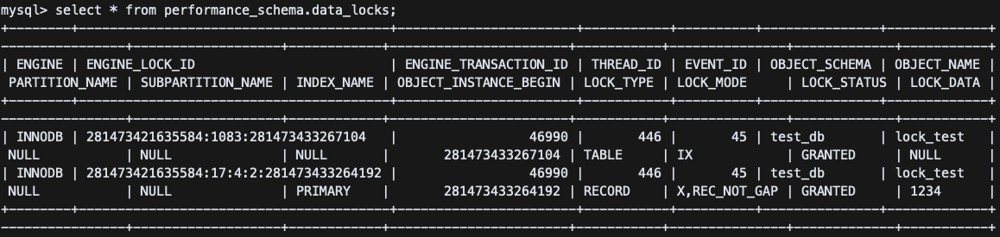 mysql> select * from performance_schema.data_locks;
+--------+----------------------------------------+-----------------------+-----------+----------+---------------+-------------+
----------------+-------------------+------------+-----------------------+-----------+---------------+-------------+-----------+
| ENGINE | ENGINE_LOCK_ID                         | ENGINE_TRANSACTION_ID | THREAD_ID | EVENT_ID | OBJECT_SCHEMA | OBJECT_NAME |
 PARTITION_NAME | SUBPARTITION_NAME | INDEX_NAME | OBJECT_INSTANCE_BEGIN | LOCK_TYPE | LOCK_MODE     | LOCK_STATUS | LOCK_DATA |
+--------+----------------------------------------+-----------------------+-----------+----------+---------------+-------------+
----------------+-------------------+------------+-----------------------+-----------+---------------+-------------+-----------+
| INNODB | 281473421635584:1083:281473433267104   |                 46990 |       446 |       45 | test_db       | lock_test   |
 NULL           | NULL              | NULL       |       281473433267104 | TABLE     | IX            | GRANTED     | NULL      |
| INNODB | 281473421635584:17:4:2:281473433264192 |                 46990 |       446 |       45 | test_db       | lock_test   |
 NULL           | NULL              | PRIMARY    |       281473433264192 | RECORD    | X,REC_NOT_GAP | GRANTED     | 1234      |
+--------+----------------------------------------+-----------------------+-----------+----------+---------------+-------------+
----------------+-------------------+------------+-----------------------+-----------+---------------+-------------+-----------+